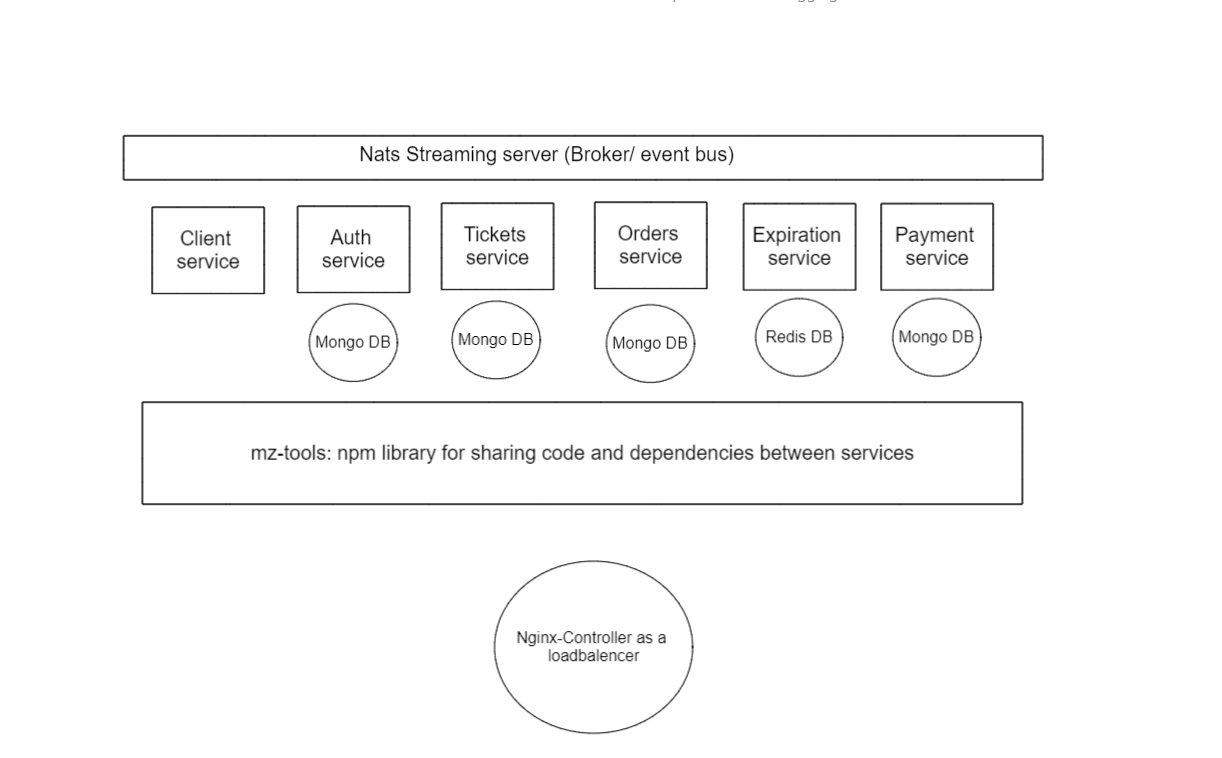 Nats Streaming server (Broker/ event bus)
Client
service
Auth
service
Tickets
service
Orders
service
Expiration
service
Payment
service
Mongo DB
Mongo DB
Mongo DB
Redis DB
Mongo DB
mz-tools: npm library for sharing code and dependencies between services
Nginx-Controller as a
loadbalencer